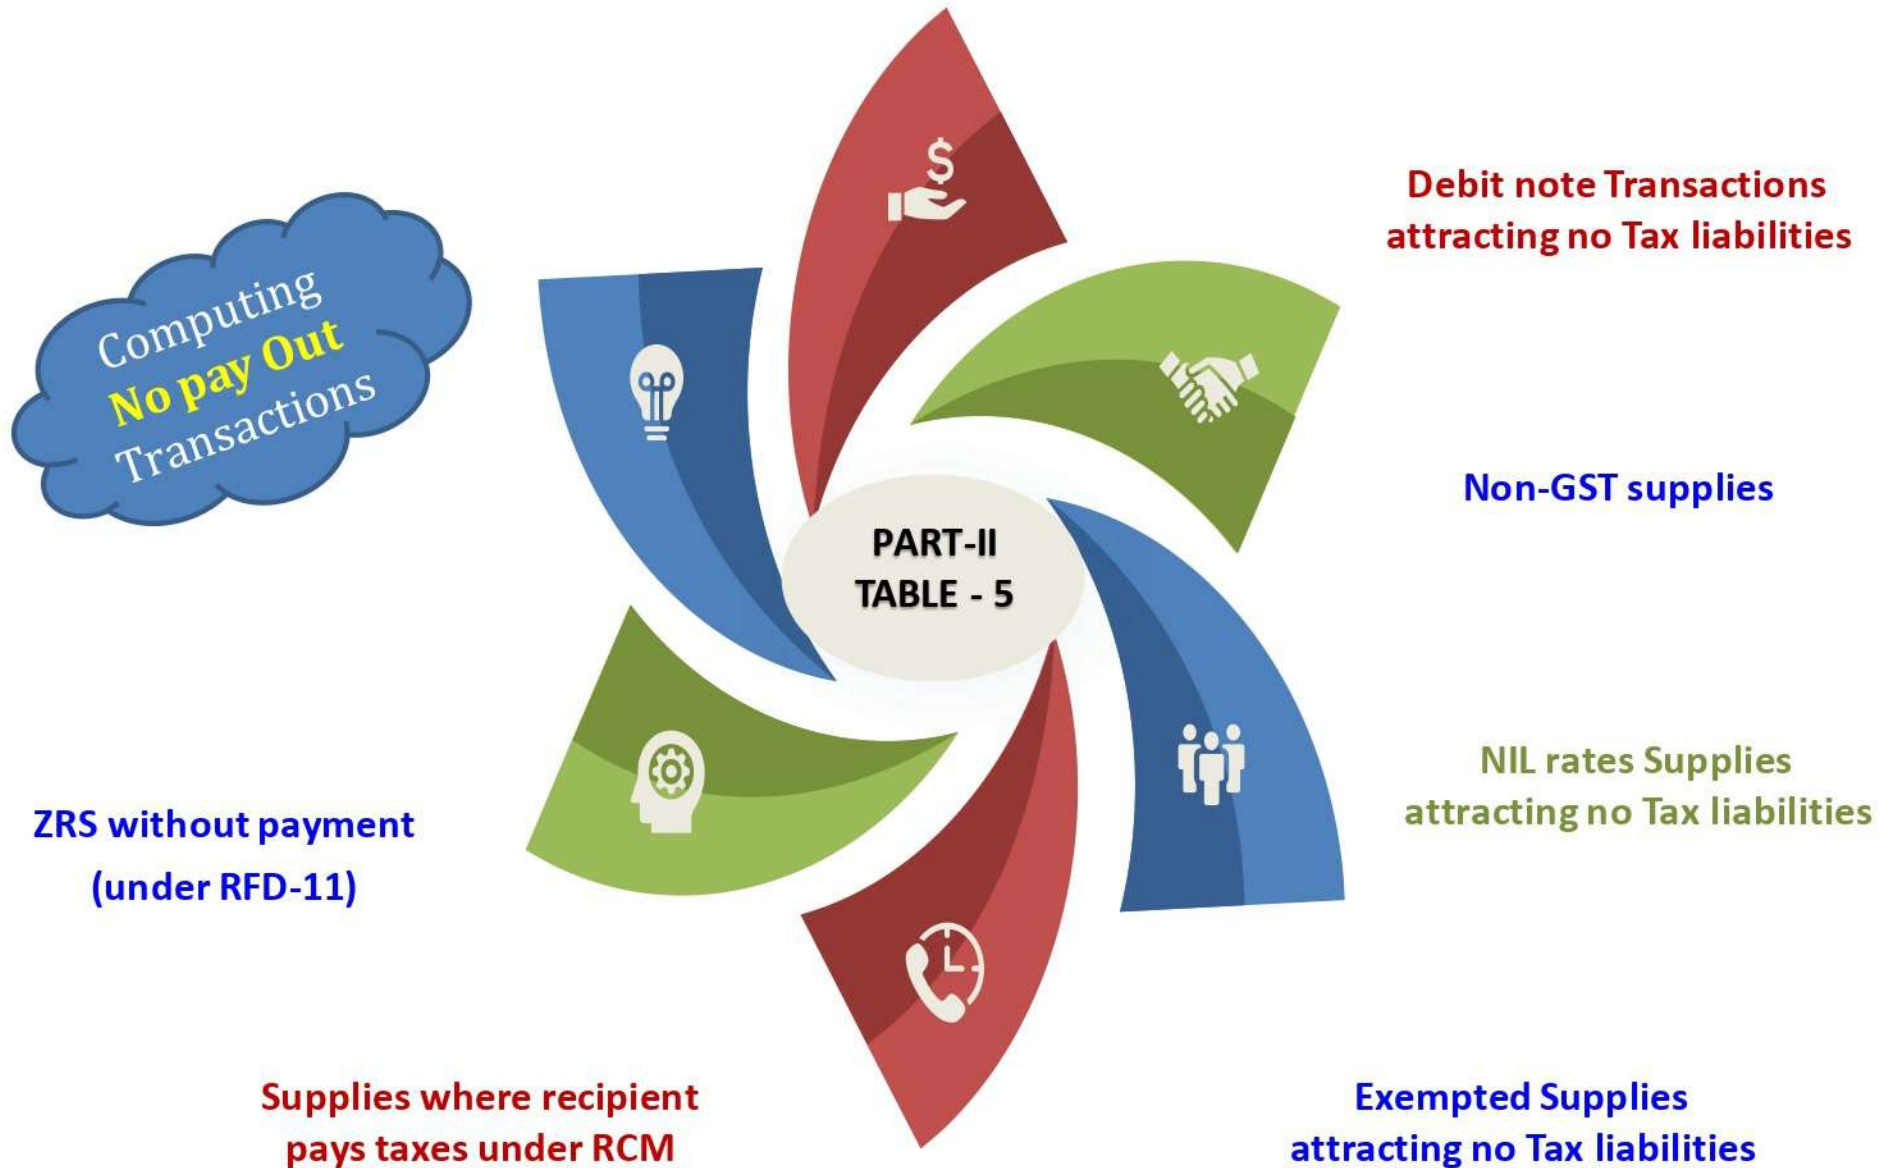 Computing
No pay Out
Transactions
Debit note Transactions
attracting no Tax liabilities
Non-GST supplies
PART-II
TABLE - 5
NIL rates Supplies
attracting no Tax liabilities
ZRS without payment
(under RFD-11)
Supplies where recipient
pays taxes under RCM
Exempted Supplies
attracting no Tax liabilities